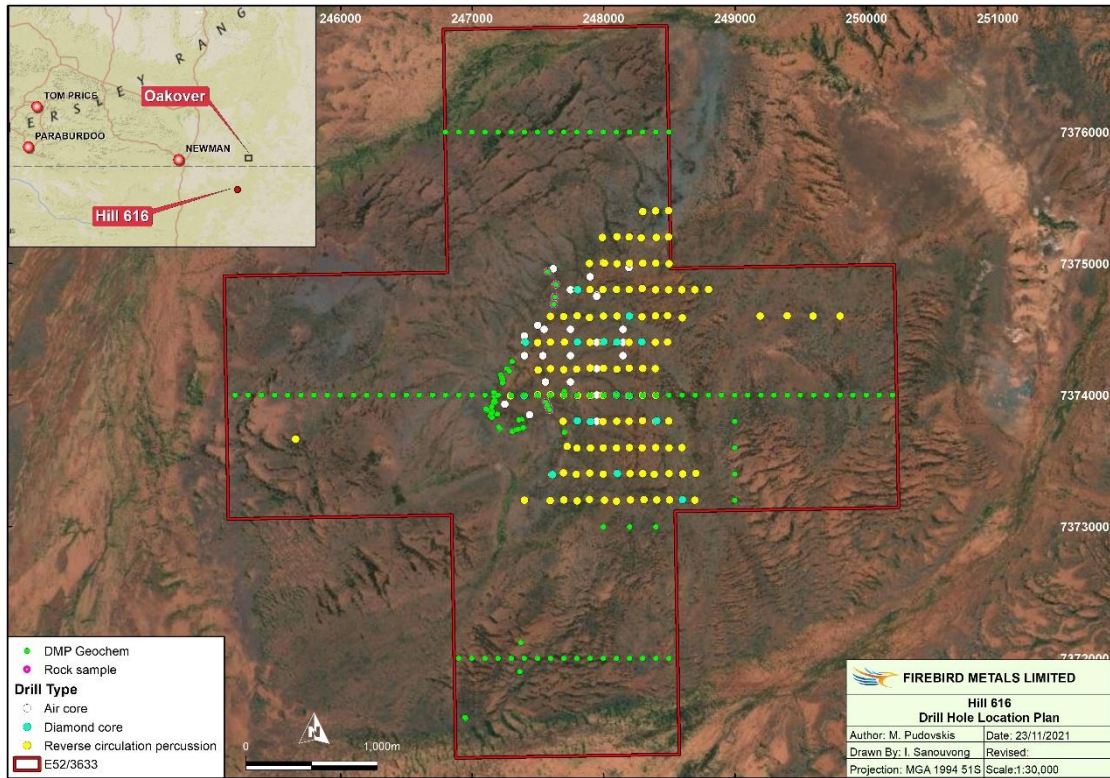 246000 247000 248000 249000 250000 251000
7376000
7375000
7374000
7373000
7372000
ERSLEY RANG
TOM PRICE
Oakover
PARABURDOO
NEWMAN
Hill 616
DMP Geochem
Rock sample
Drill Type
Air core
Diamond core
Reverse circulation percussion
E52/3633
N
0 1,000m
FIREBIRD METALS LIMITED
Hill 616
Drill Hole Location Plan
Author: M. Pudovskis Date: 23/11/2021
Drawn By: I. Sanouvong Revised:
Projection: MGA 1994 51S Scale:1:30,000